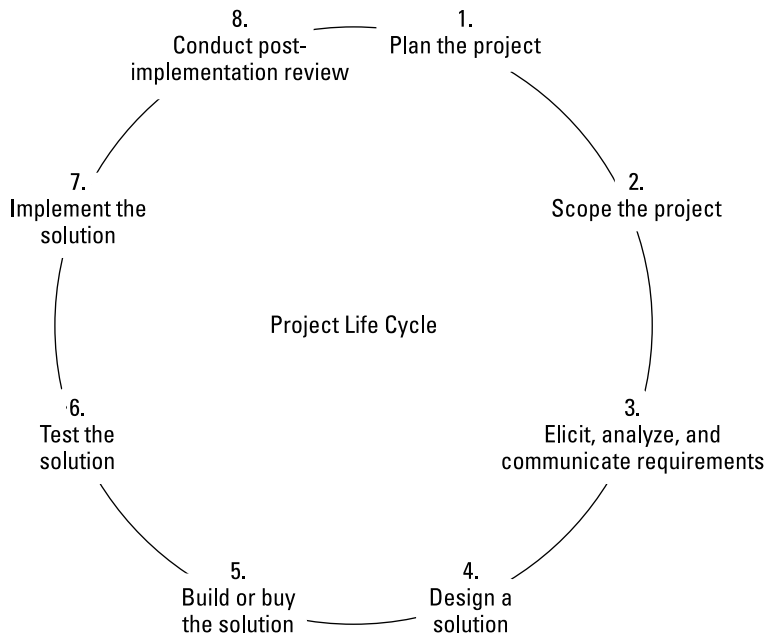 1.
Plan the project
2.
Scope the project
3.
Elicit, analyze, and
communicate requirements
4.
Design a
solution
5.
Build or buy
the solution
6.
Test the
solution
7.
Implement the
solution
8.
Conduct post-
implementation review
Project Life Cycle